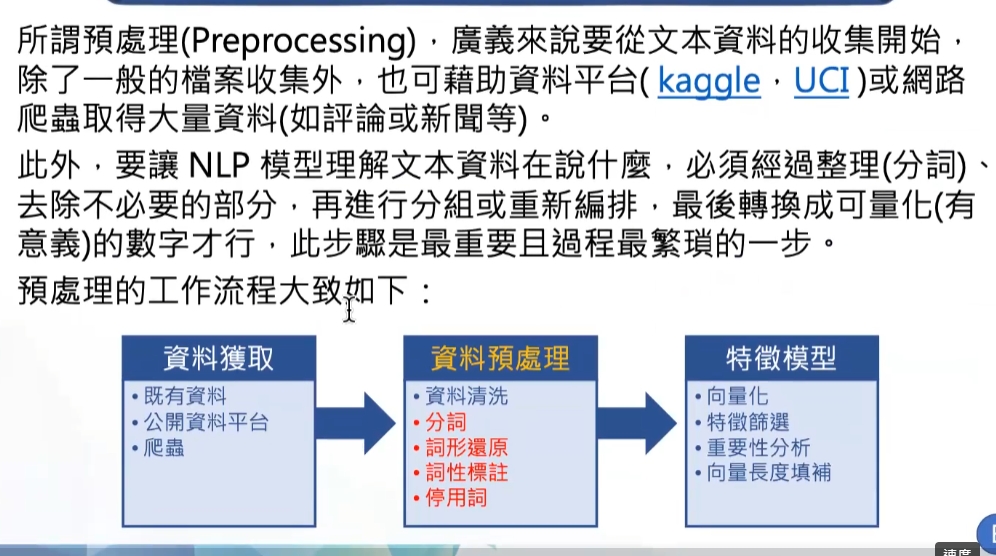 所謂預處理(Preprocessing)，廣義來說要從文本資料的收集開始，
除了一般的檔案收集外，也可藉助資料平台( kaggle，UCI )或網路
爬蟲取得大量資料(如評論或新聞等)。
此外，要讓 NLP 模型理解文本資料在說什麼，必須經過整理(分詞)、
去除不必要的部分，再進行分組或重新編排，最後轉換成可量化(有
意義)的數字才行，此步驟是最重要且過程最繁瑣的一步。
預處理的工作流程大致如下：
資料獲取
•既有資料
•公開資料平台
•爬蟲
資料預處理
•資料清洗
•分詞
•詞形還原
•詞性標註
•停用詞
特徵模型
•向量化
•特徵篩選
•重要性分析
•向量長度填補
速度